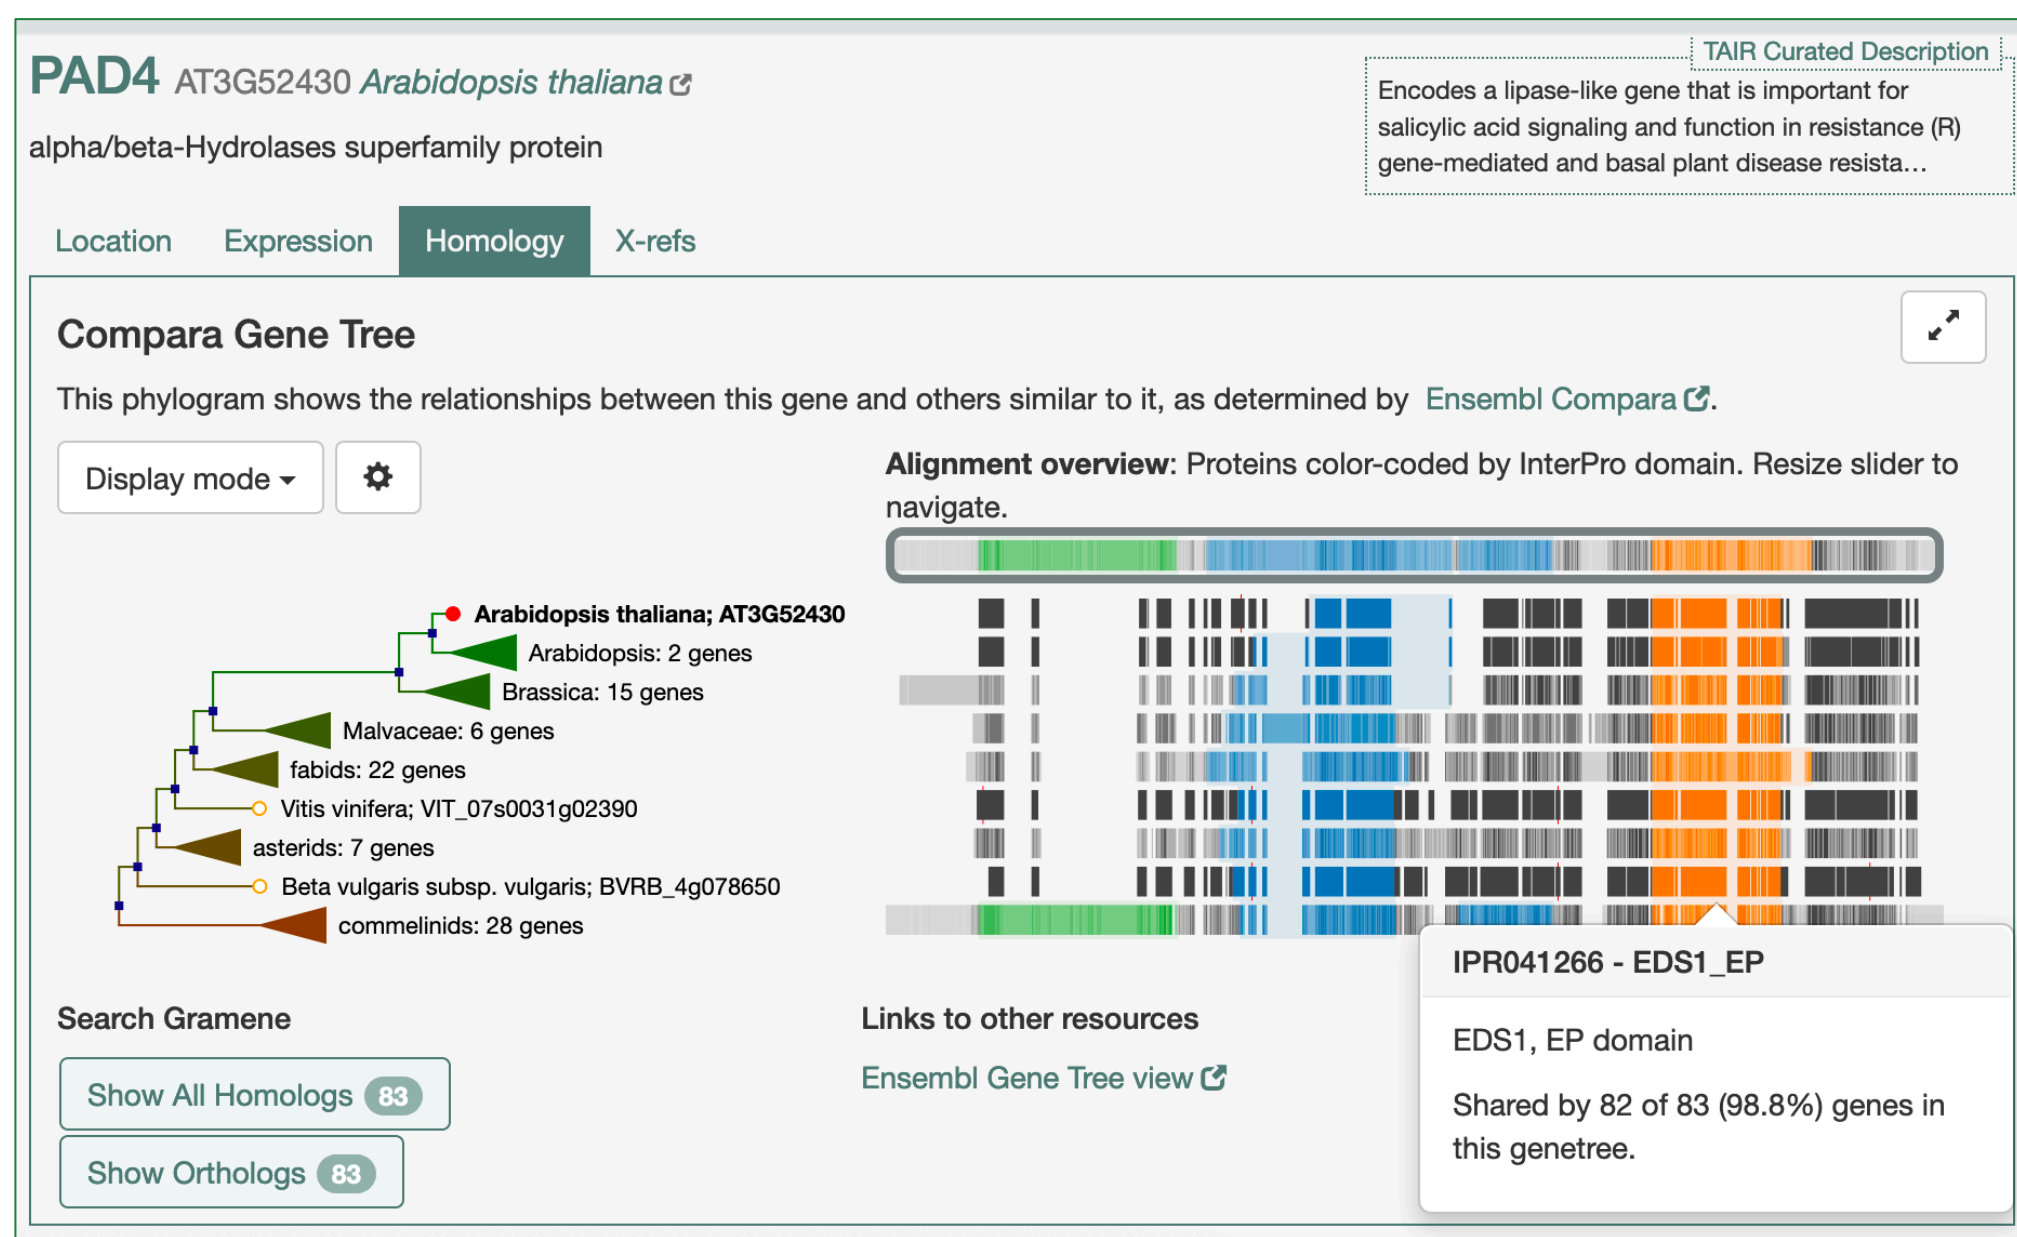 PAD4 AT3G52430 Arabidopsis thaliana
alpha/beta-Hydrolases superfamily protein
TAIR Curated Description
Encodes a lipase-like gene that is important for
salicylic acid signaling and function in resistance (R)
gene-mediated and basal plant disease resista…
Location Expression Homology X-refs
Compara Gene Tree
This phylogram shows the relationships between this gene and others similar to it, as determined by Ensembl Compara.
Display mode
Alignment overview: Proteins color-coded by InterPro domain. Resize slider to
navigate.
Arabidopsis thaliana; AT3G52430
Arabidopsis: 2 genes
Brassica: 15 genes
Malvaceae: 6 genes
fabids: 22 genes
Vitis vinifera; VIT_07s0031g02390
asterids: 7 genes
Beta vulgaris subsp. vulgaris; BVRB_4g078650
commelinids: 28 genes
IPR041266 - EDS1_EP
EDS1, EP domain
Shared by 82 of 83 (98.8%) genes in
this genetree.
Search Gramene
Show All Homologs 83
Show Orthologs 83
Links to other resources
Ensembl Gene Tree view